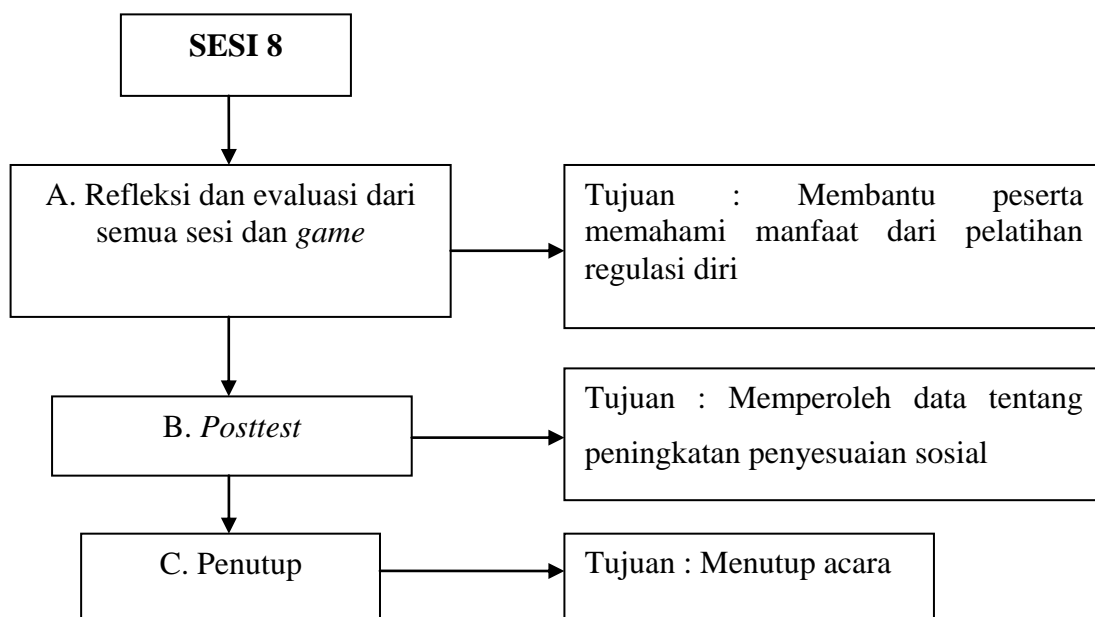 SESI 8
A. Refleksi dan evaluasi dari
semua sesi dan game
Tujuan : Membantu peserta
memahami manfaat dari pelatihan
regulasi diri
B. Posttest
Tujuan : Memperoleh data tentang
peningkatan penyesuaian sosial
C. Penutup
Tujuan : Menutup acara